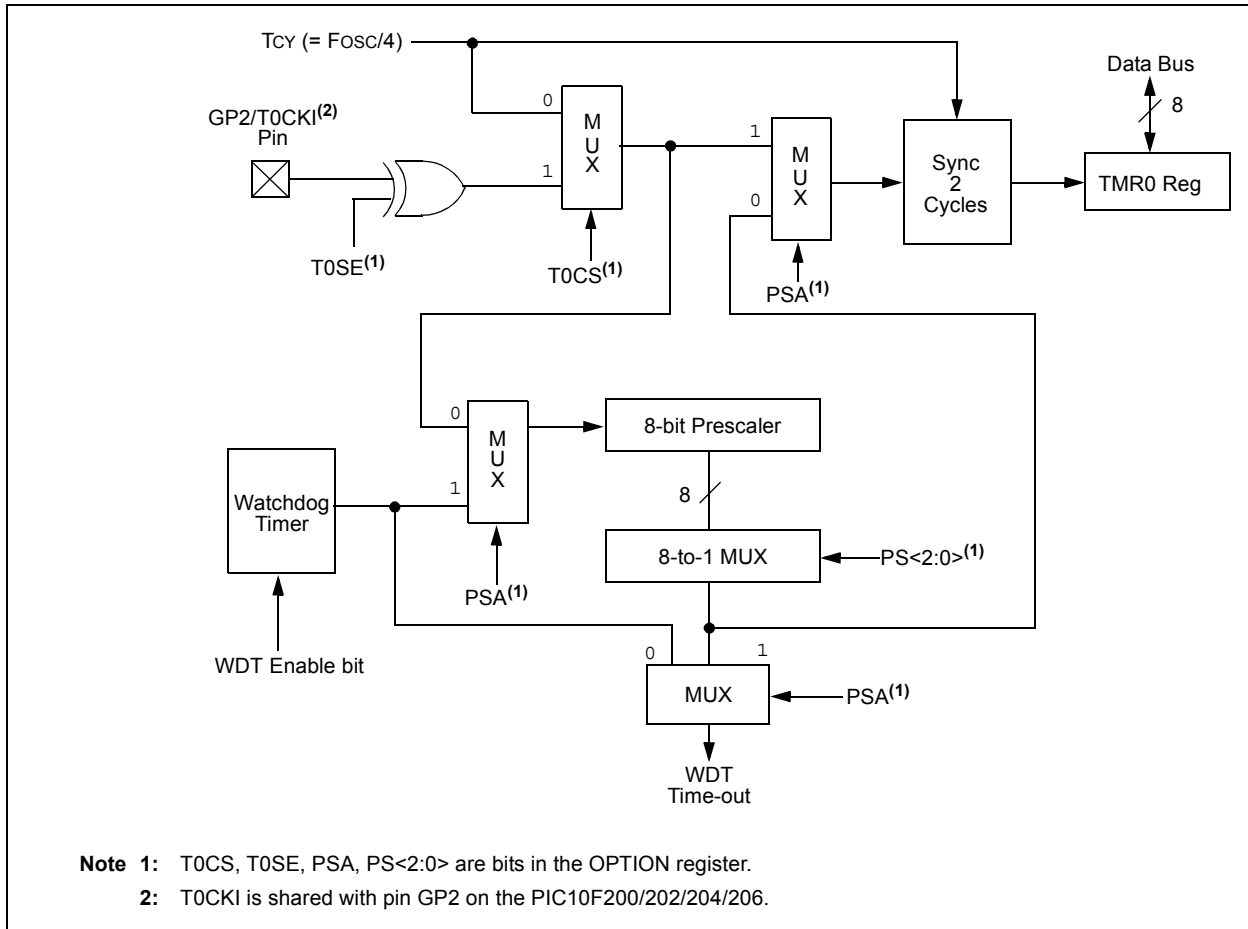 TCY (= FOSC/4)
Data Bus
8
GP2/T0CKI(2)
Pin
0
1
M
U
X
1
0
M
U
X
Sync
2
Cycles
TMR0 Reg
T0SE(1)
T0CS(1)
PSA(1)
0
1
M
U
X
8-bit Prescaler
8
Watchdog
Timer
8-to-1 MUX
PS<2:0>(1)
PSA(1)
WDT Enable bit
0
1
MUX
PSA(1)
WDT
Time-out
Note 1: T0CS, T0SE, PSA, PS<2:0> are bits in the OPTION register.
2: T0CKI is shared with pin GP2 on the PIC10F200/202/204/206.